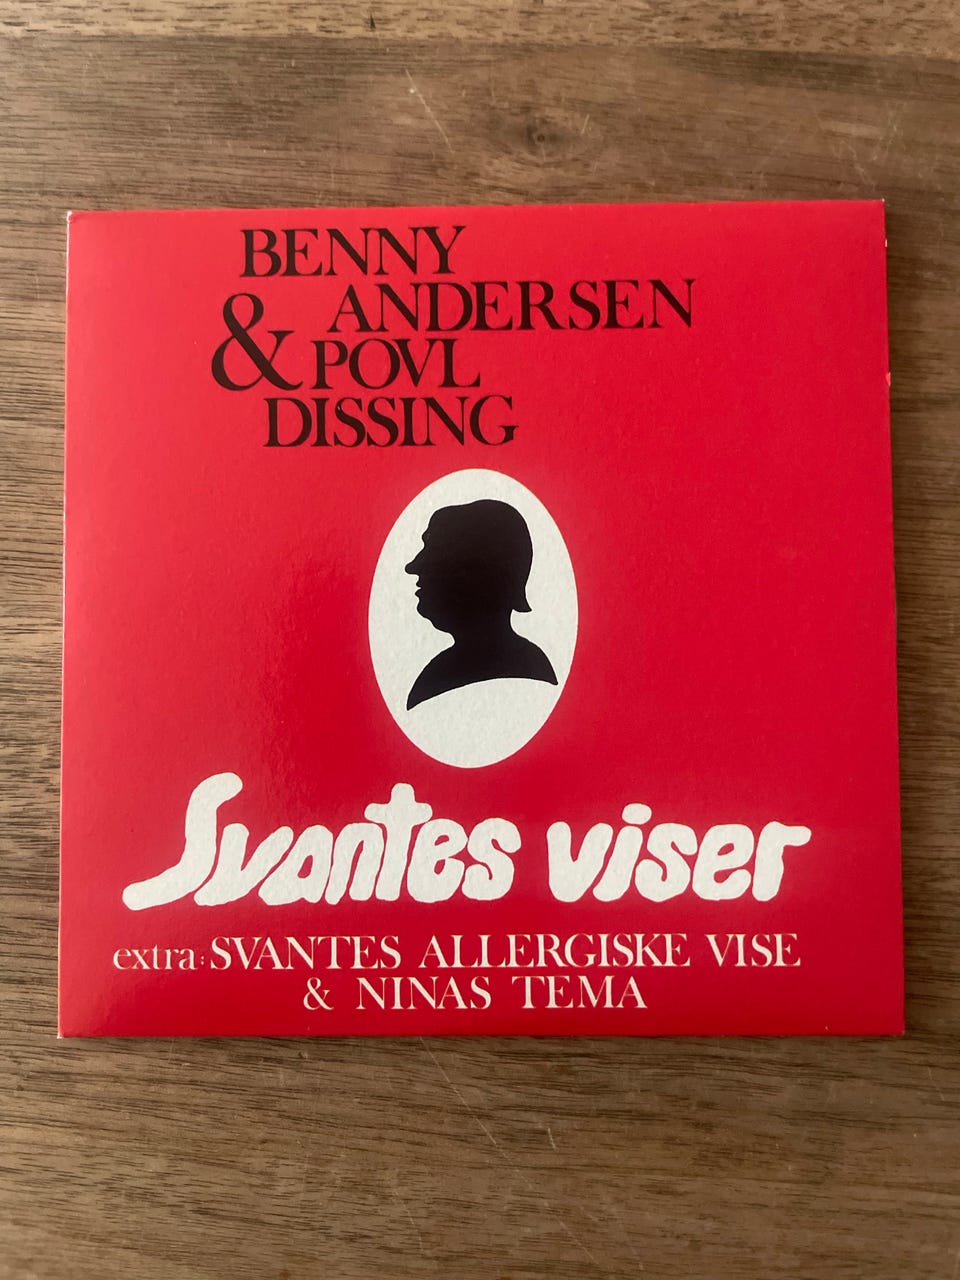 BENNY
ANDERSEN
& POVL
DISSING
Svantes viser
extra: SVANTES ALLERGISKE VISE
& NINAS TEMA